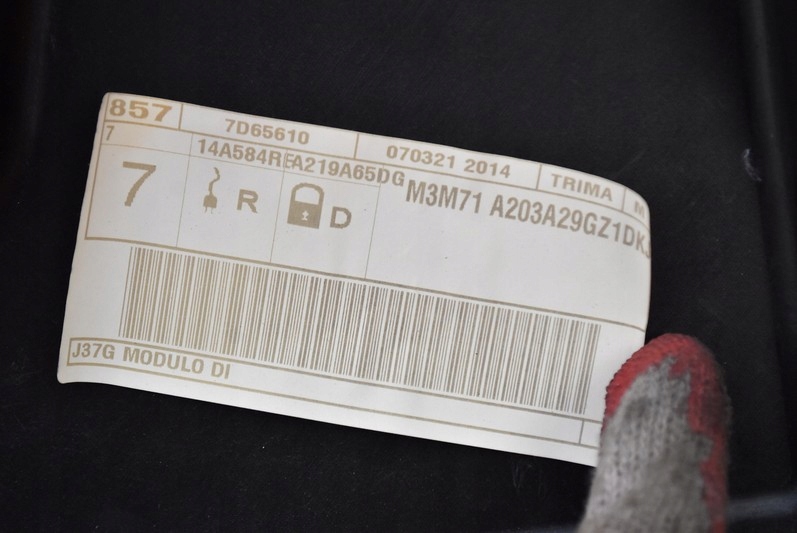 857 7D65610 070321 2014 TRIMA M
7 14A584RE A219A65DG M3M71 A203A29GZ1DK
7 R D
J37G MODULO DI